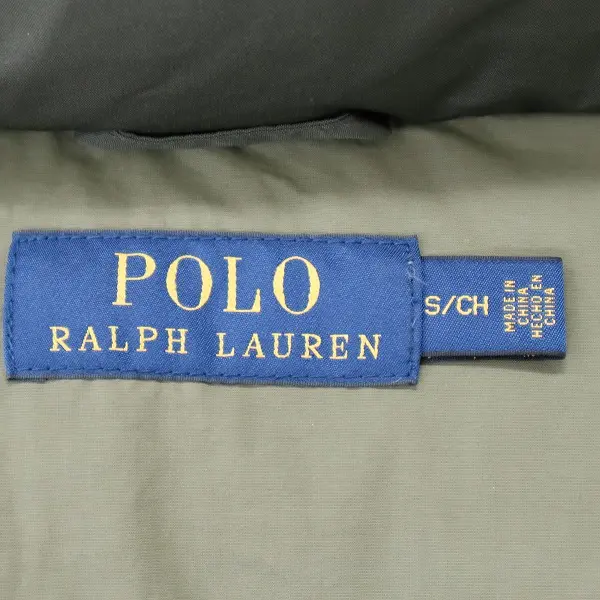 POLO
RALPH LAUREN
S/CH
MADE IN
CHINA
HECHO EN
CHINA